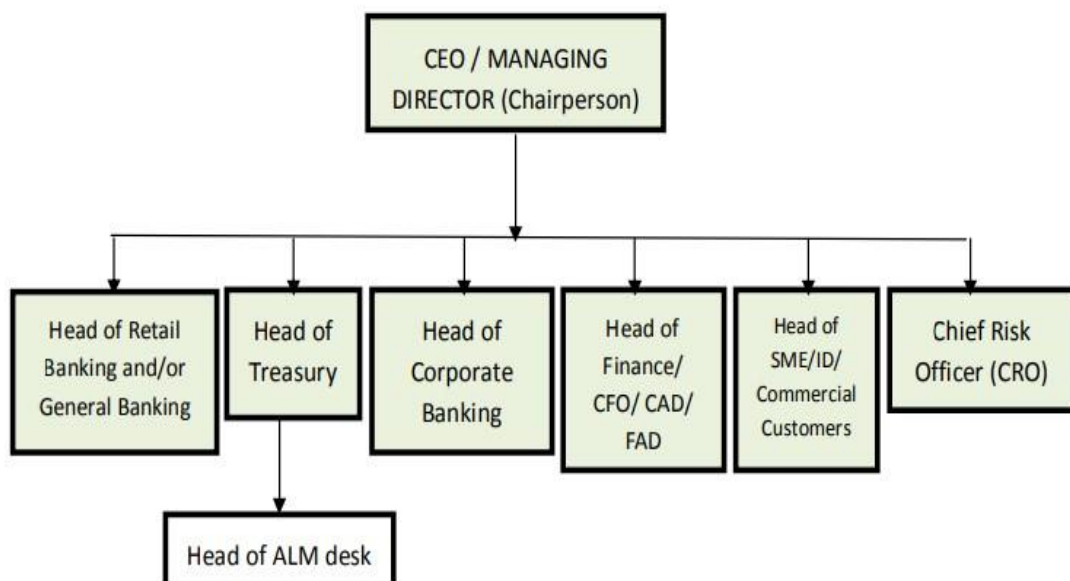 CEO / MANAGING
DIRECTOR (Chairperson)
Head of Retail
Banking and/or
General Banking
Head of
Treasury
Head of
Corporate
Banking
Head of
Finance/
CFO/ CAD/
FAD
Head of
SME/ID/
Commercial
Customers
Chief Risk
Officer (CRO)
Head of ALM desk